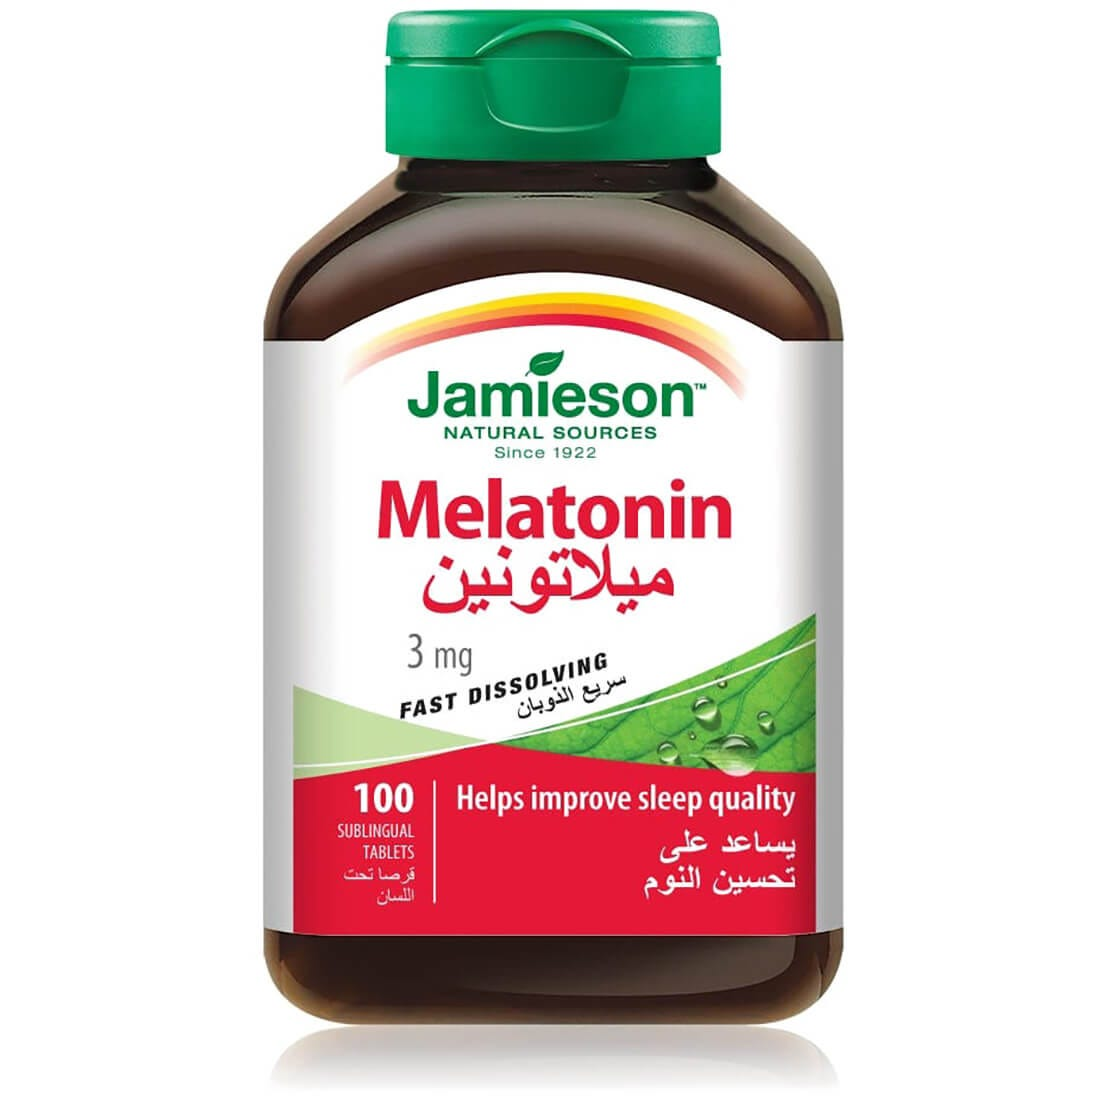 Jamieson™
NATURAL SOURCES
Since 1922
Melatonin
ميلاتونين
3 mg
FAST DISSOLVING
سريع الذوبان
100
SUBLINGUAL
TABLETS
قرصا تحت
اللسان
Helps improve sleep quality
يساعد على
تحسين النوم